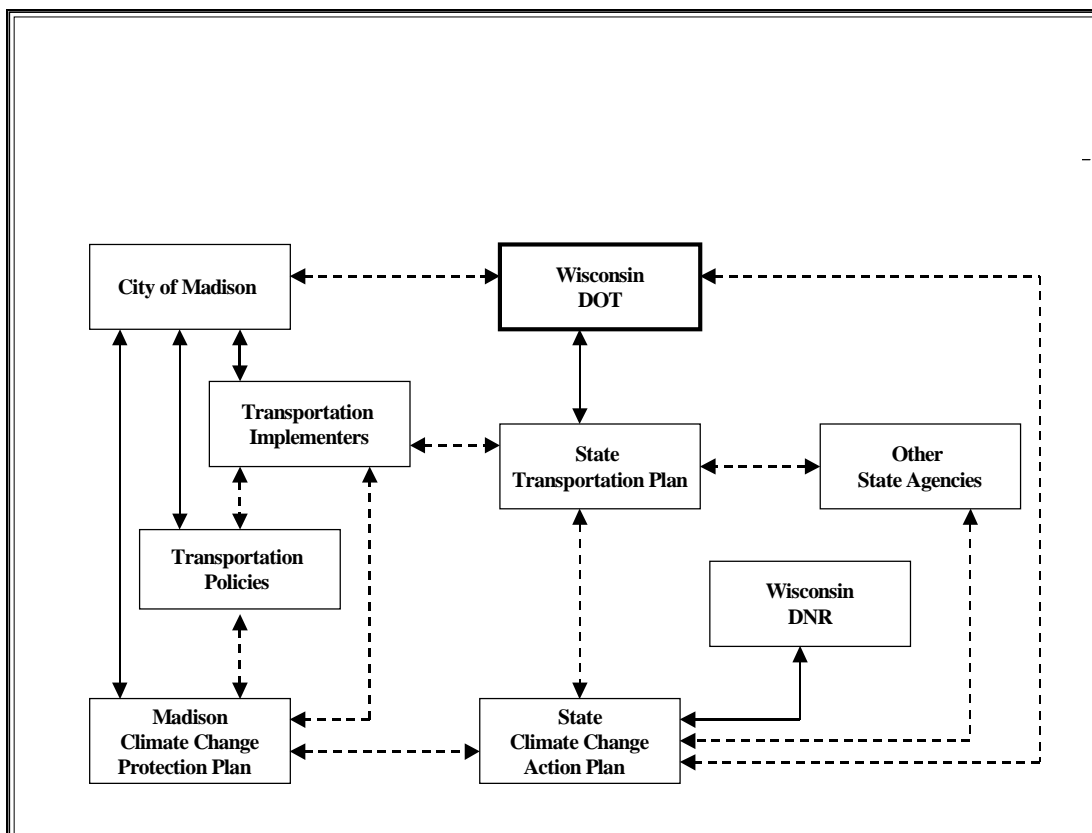 City of Madison
Wisconsin
DOT
Transportation
Implementers
State
Transportation Plan
Other
State Agencies
Transportation
Policies
Wisconsin
DNR
Madison
Climate Change
Protection Plan
State
Climate Change
Action Plan